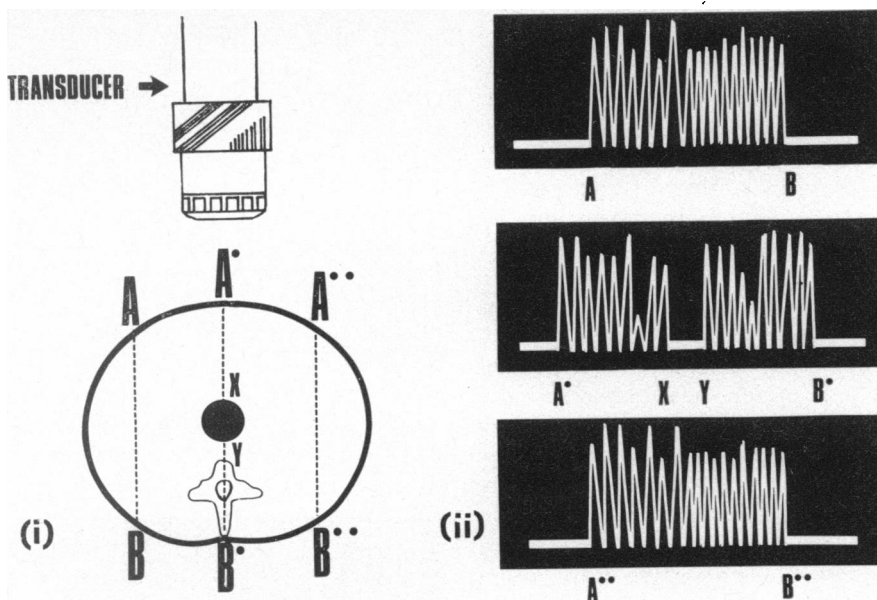 TRANSDUCER
A
A•
A••
X
Y
B
B•
B••
(i)
A B
A• X Y B•
(ii)
A•• B••